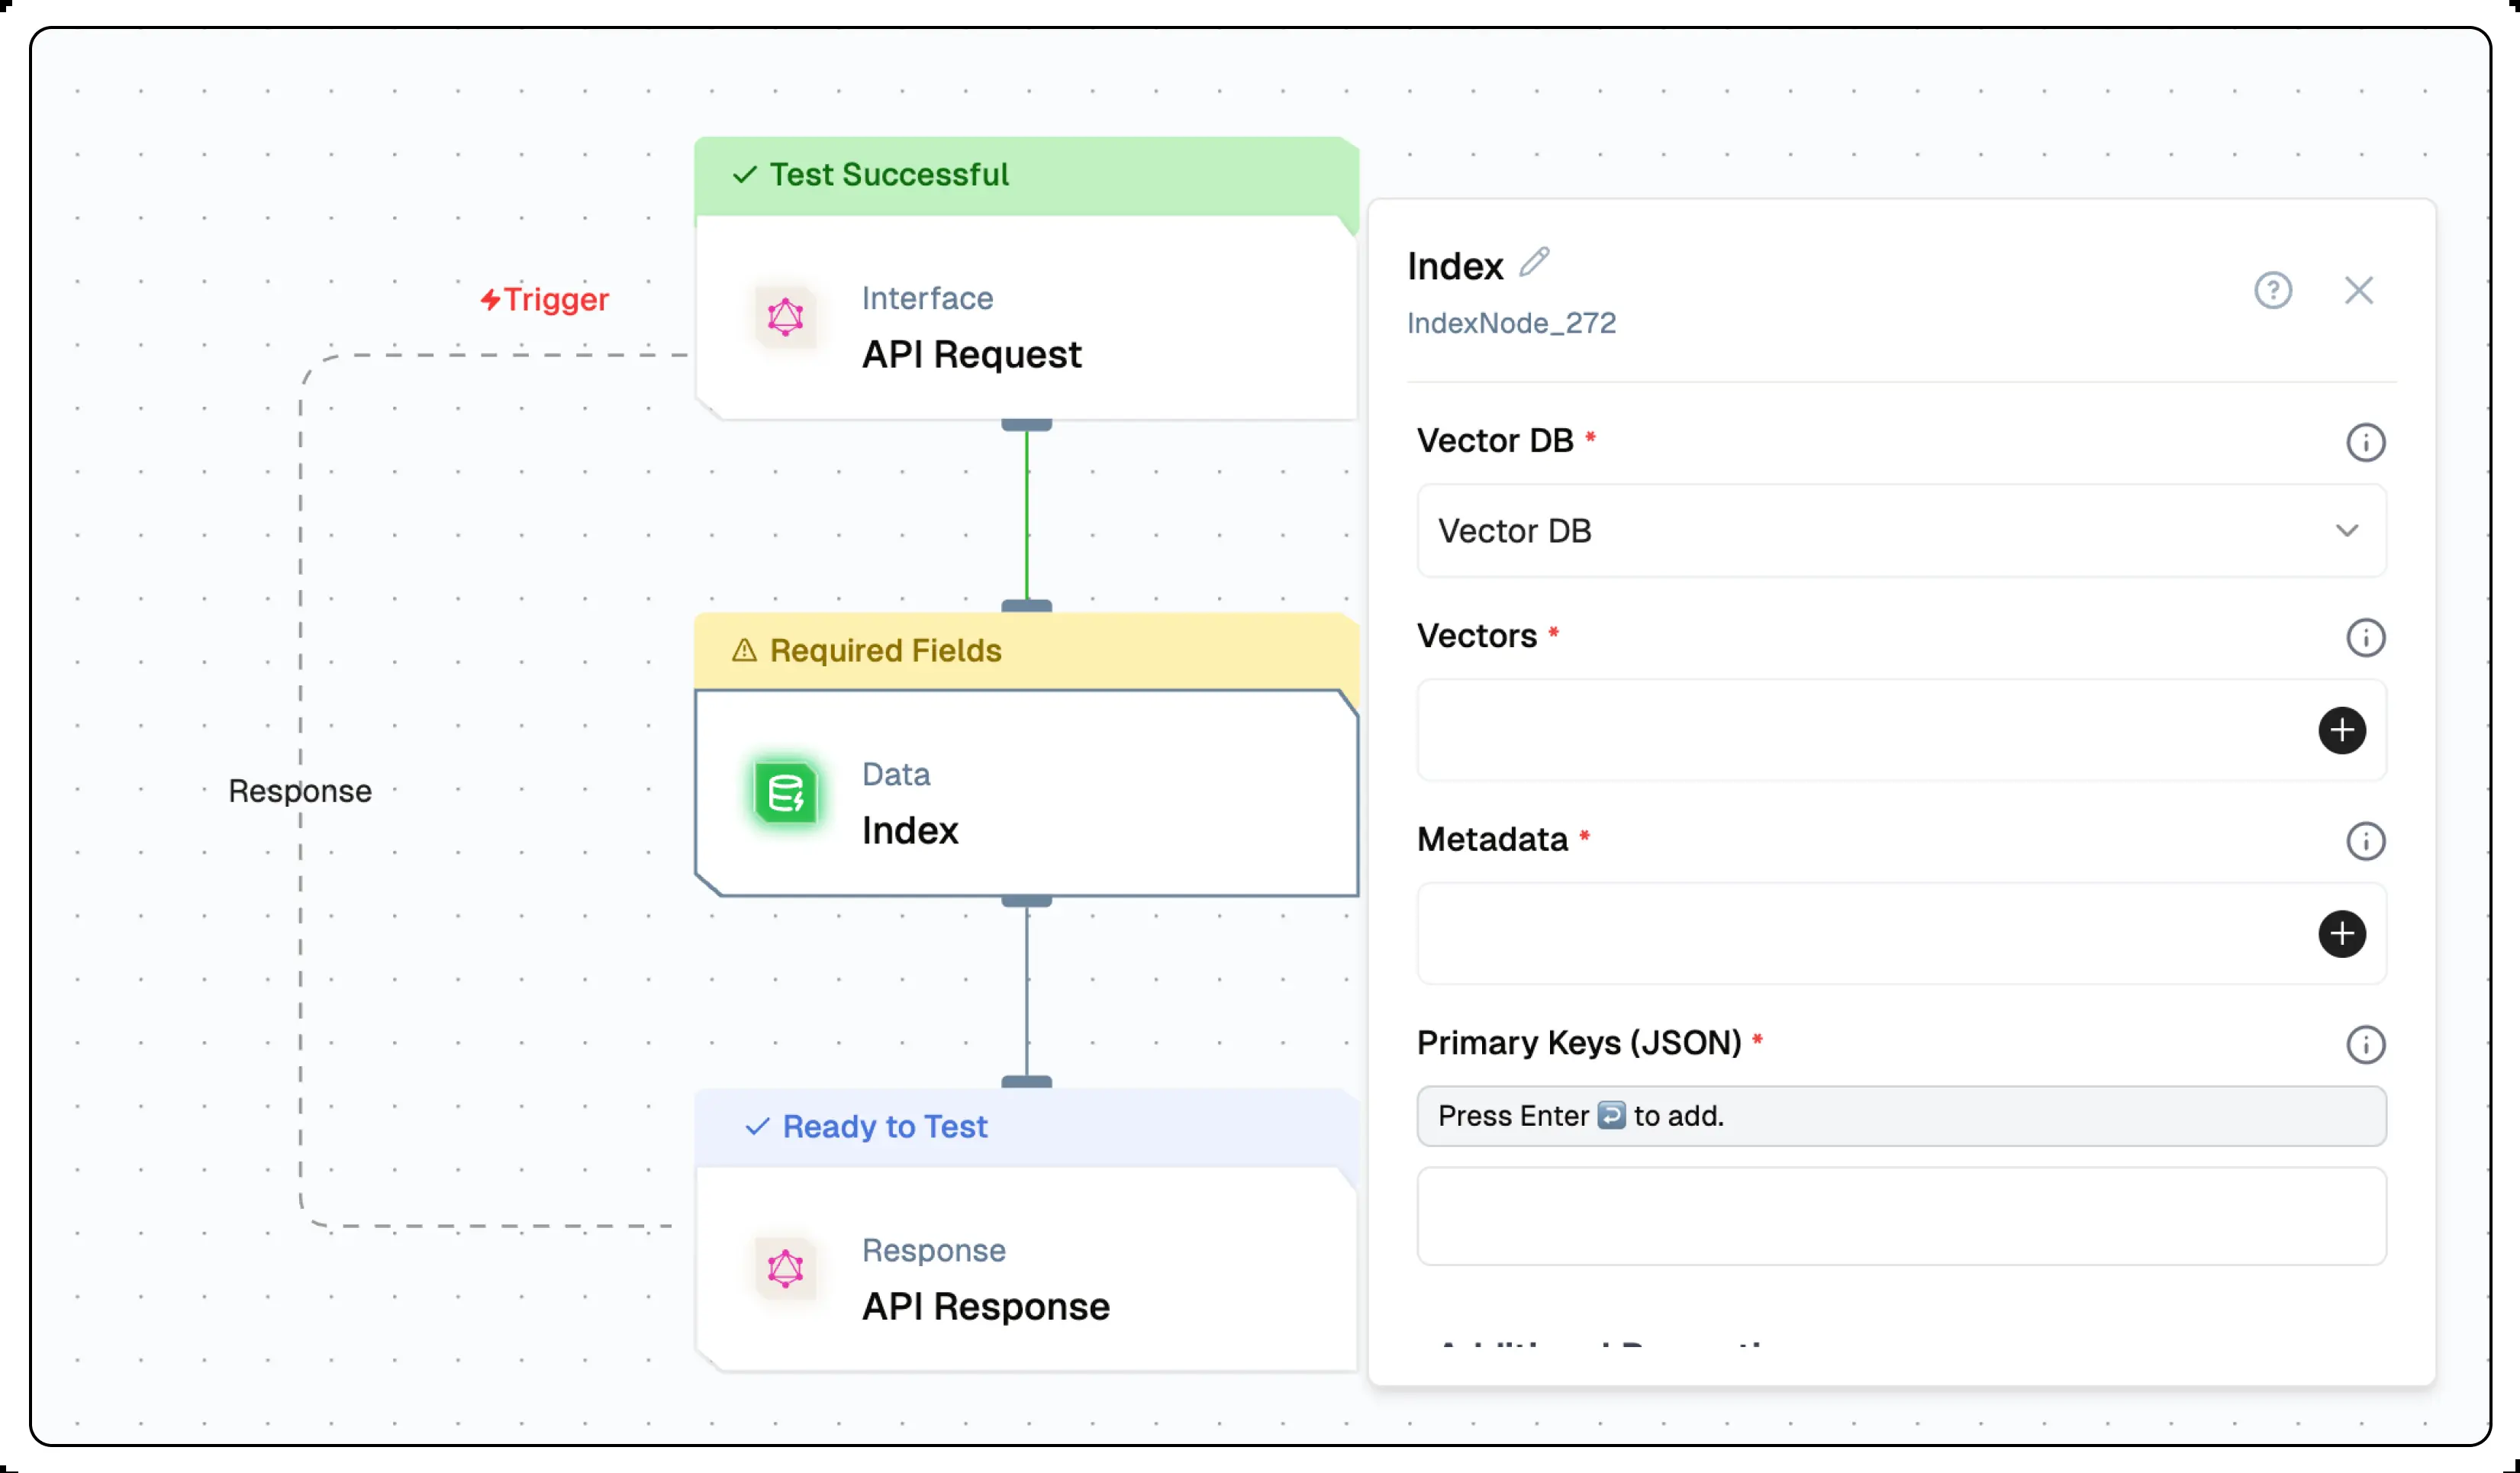 Test Successful
Trigger
Interface
API Request
Required Fields
Response
Data
Index
Ready to Test
Response
API Response
Index
IndexNode_272
Vector DB *
Vector DB
Vectors *
Metadata *
Primary Keys (JSON) *
Press Enter to add.